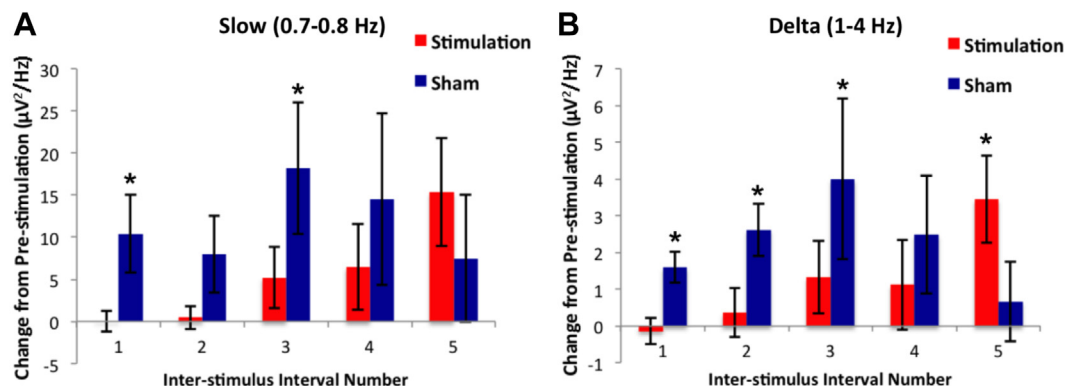 A
Slow (0.7-0.8 Hz)
Stimulation
Sham
Change from Pre-stimulation (µV²/Hz)
30
25
20
15
10
5
0
-5
*
*
1 2 3 4 5
Inter-stimulus Interval Number
B
Delta (1-4 Hz)
Stimulation
Sham
Change from Pre-stimulation (µV²/Hz)
7
6
5
4
3
2
1
0
-1
*
*
*
*
1 2 3 4 5
Inter-stimulus Interval Number